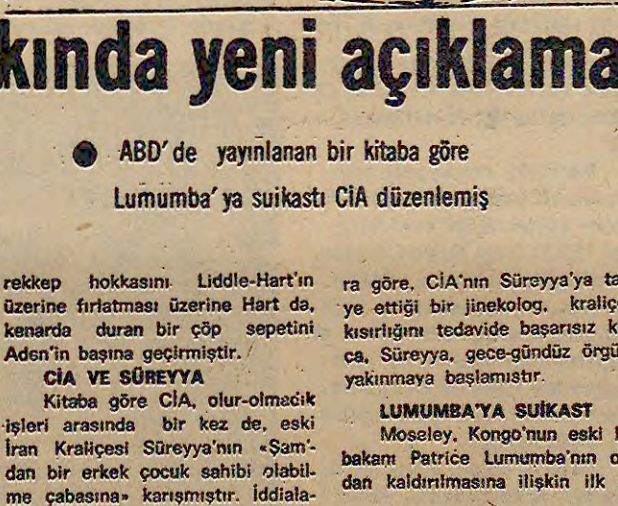 kında yeni açıklama
● ABD'de yayınlanan bir kitaba göre
Lumumba'ya suikastı CİA düzenlemiş
rekkep hokkasını Liddle-Hart'ın
üzerine fırlatması üzerine Hart da,
kenarda duran bir çöp sepetini
Aden'in başına geçirmiştir.
CİA VE SÜREYYA
Kitaba göre CİA, olur-olmadık
işleri arasında bir kez de, eski
İran Kraliçesi Süreyya'nın «Şam'-
dan bir erkek çocuk sahibi olabil-
me çabasına» karışmıştır. İddiala-
ra göre, CİA'nın Süreyya'ya ta
ye ettiği bir jinekolog, kraliçe
kısırlığını tedavide başarısız k
ca, Süreyya, gece-gündüz örgü
yakınmaya başlamıstır.
LUMUMBA'YA SUİKAST
Moseley, Kongo'nun eski
bakanı Patrice Lumumba'nın o
dan kaldırılmasına ilişkin ilk